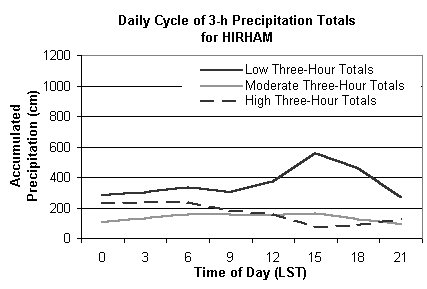 Daily Cycle of 3-h Precipitation Totals
for HIRHAM
Accumulated
Precipitation (cm)
1200
1000
800
600
400
200
0
Low Three-Hour Totals
Moderate Three-Hour Totals
High Three-Hour Totals
0 3 6 9 12 15 18 21
Time of Day (LST)